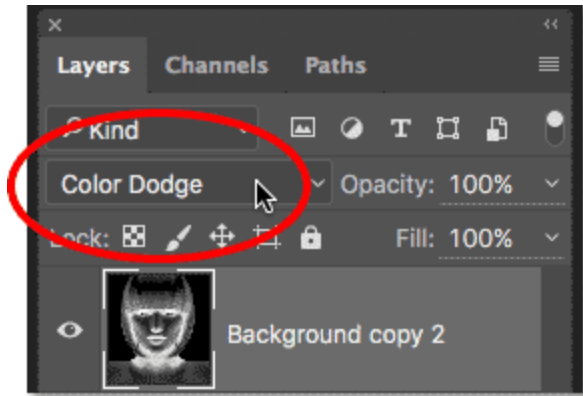 Layers Channels Paths
Kind
Color Dodge Opacity: 100%
Lock: Fill: 100%
Background copy 2